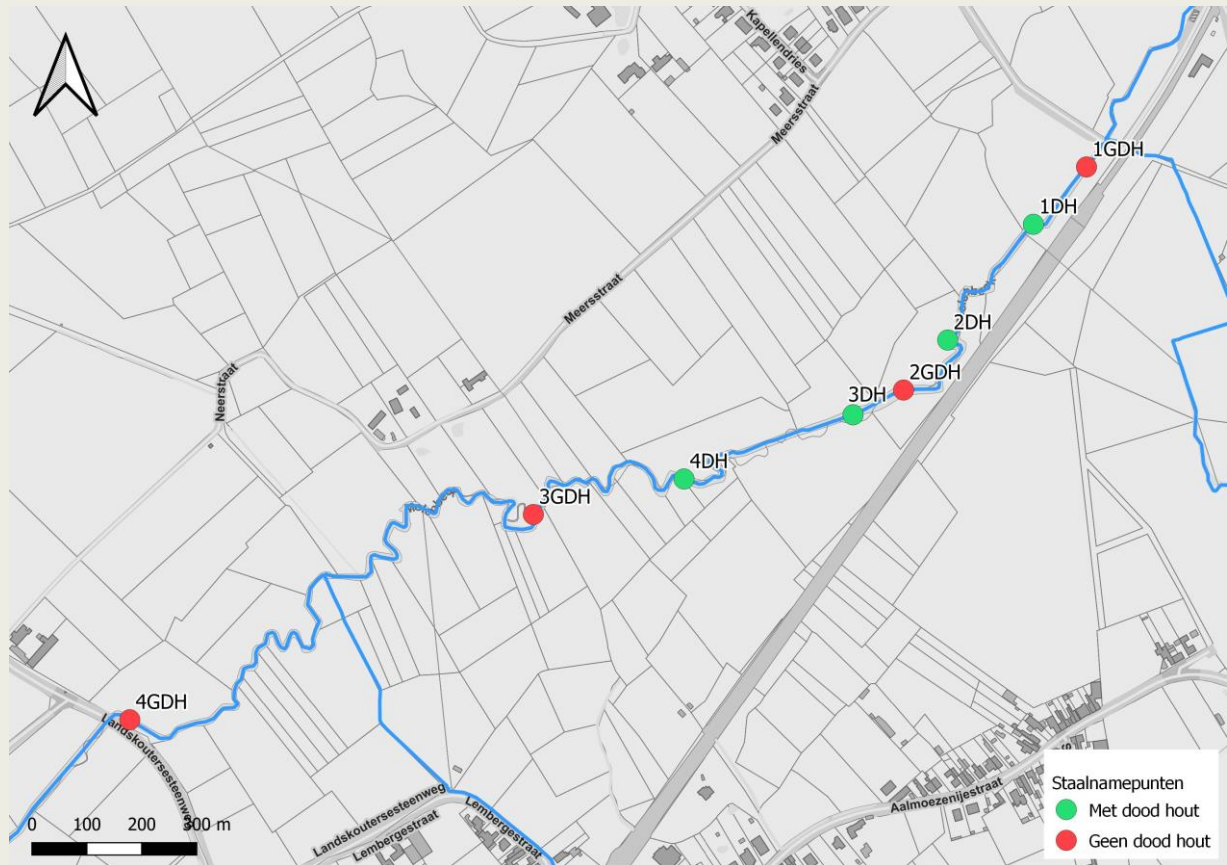 Kapellendries
Meersstraat
1GDH
1DH
Meersstraat
2DH
2GDH
3DH
Neerstraat
4DH
3GDH
4GDH
Landskoutersesteenweg
Landskoutersesteenweg
Lembergestraat
Lembergestraat
Aalmoezenijestraat
0 100 200 300 m
Staalnamepunten
Met dood hout
Geen dood hout